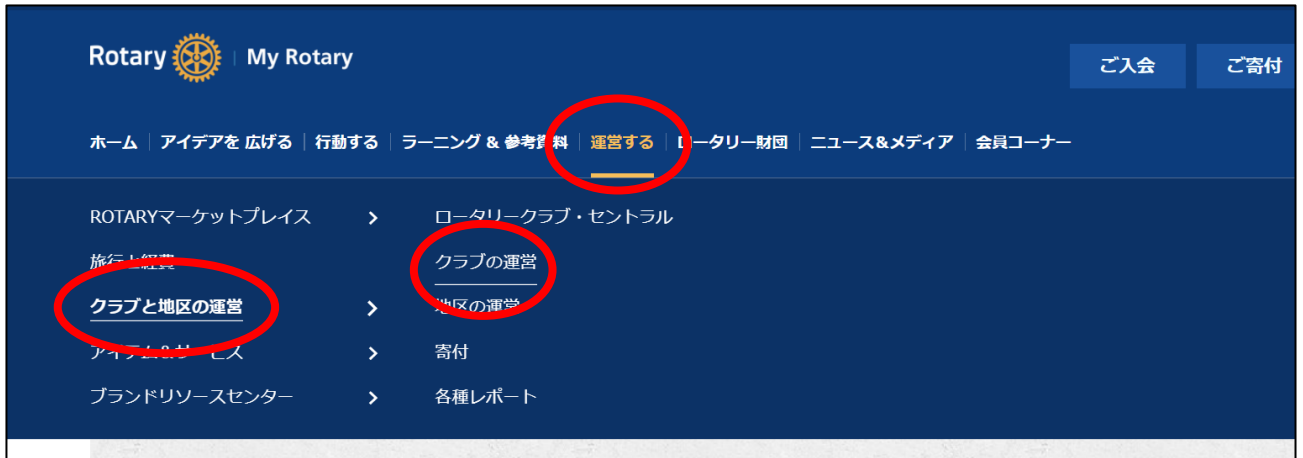 Rotary | My Rotary
ご入会 ご寄付
ホーム | アイデアを 広げる | 行動する | ラーニング & 参考資料 | 運営する | ロータリー財団 | ニュース&メディア | 会員コーナー
ROTARYマーケットプレイス > ロータリークラブ・セントラル
旅行と経費 クラブの運営
クラブと地区の運営 > 地区の運営
アイテム&サービス > 寄付
ブランドリソースセンター > 各種レポート